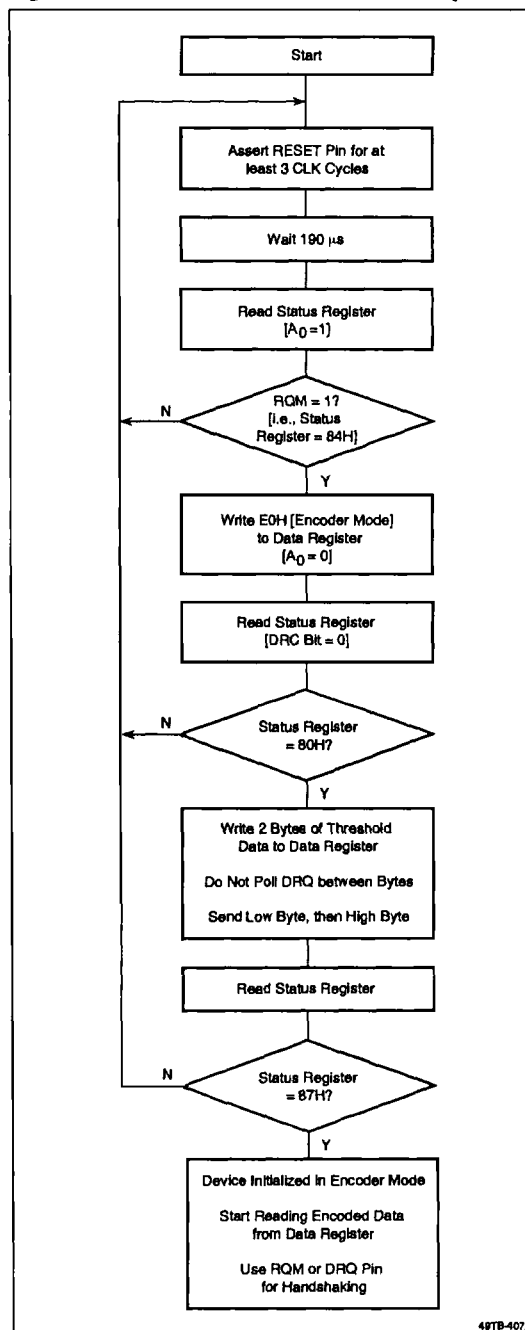 Start
Assert RESET Pin for at
least 3 CLK Cycles
Wait 190 μs
Read Status Register
[A0 =1]
RQM = 1?
[i.e., Status
Register = 84H]
N
Y
Write E0H [Encoder Mode]
to Data Register
[A0 = 0]
Read Status Register
[DRC Bit = 0]
N
Status Register
= 80H?
Y
Write 2 Bytes of Threshold
Data to Data Register
Do Not Poll DRQ between Bytes
Send Low Byte, then High Byte
Read Status Register
N
Status Register
= 87H?
Y
Device Initialized in Encoder Mode
Start Reading Encoded Data
from Data Register
Use RQM or DRQ Pin
for Handshaking